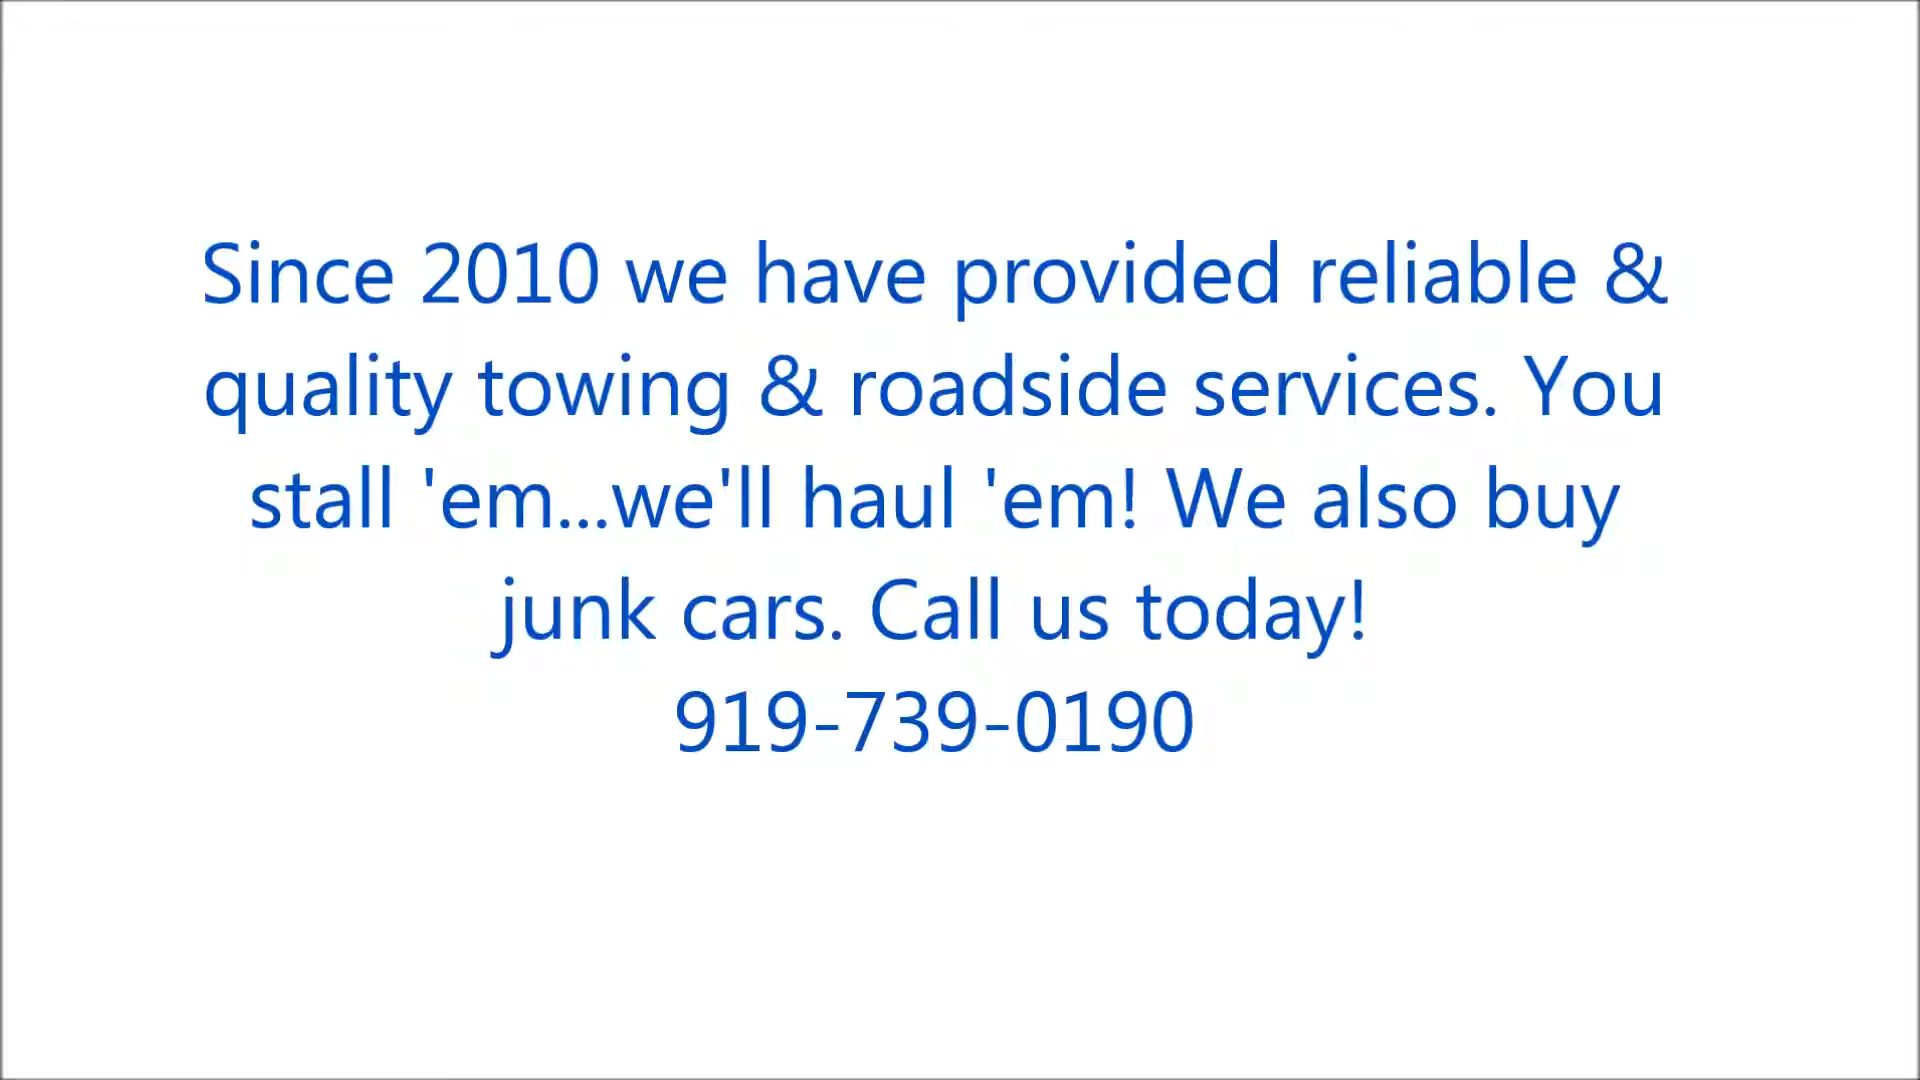 Since 2010 we have provided reliable &
quality towing & roadside services. You
stall 'em...we'll haul 'em! We also buy
junk cars. Call us today!
919-739-0190